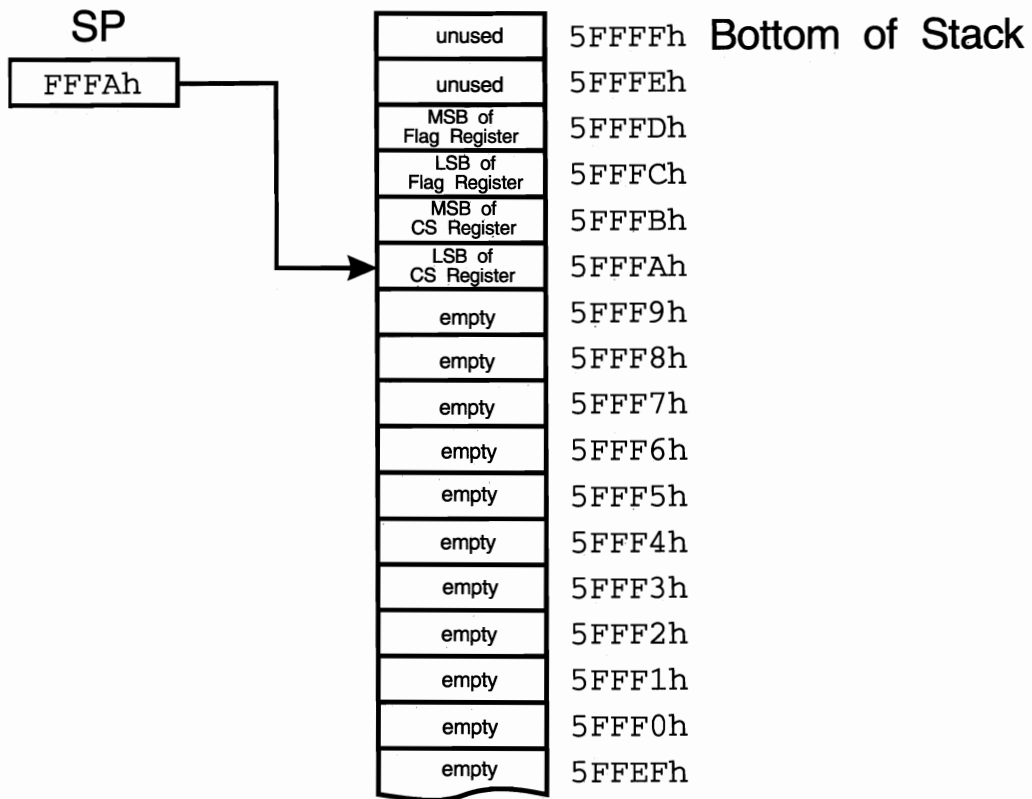 SP
FFFAh
unused 5FFFFh Bottom of Stack
unused 5FFFEh
MSB of
Flag Register 5FFFDh
LSB of
Flag Register 5FFFCh
MSB of
CS Register 5FFFBh
LSB of
CS Register 5FFFAh
empty 5FFF9h
empty 5FFF8h
empty 5FFF7h
empty 5FFF6h
empty 5FFF5h
empty 5FFF4h
empty 5FFF3h
empty 5FFF2h
empty 5FFF1h
empty 5FFF0h
empty 5FFEFh